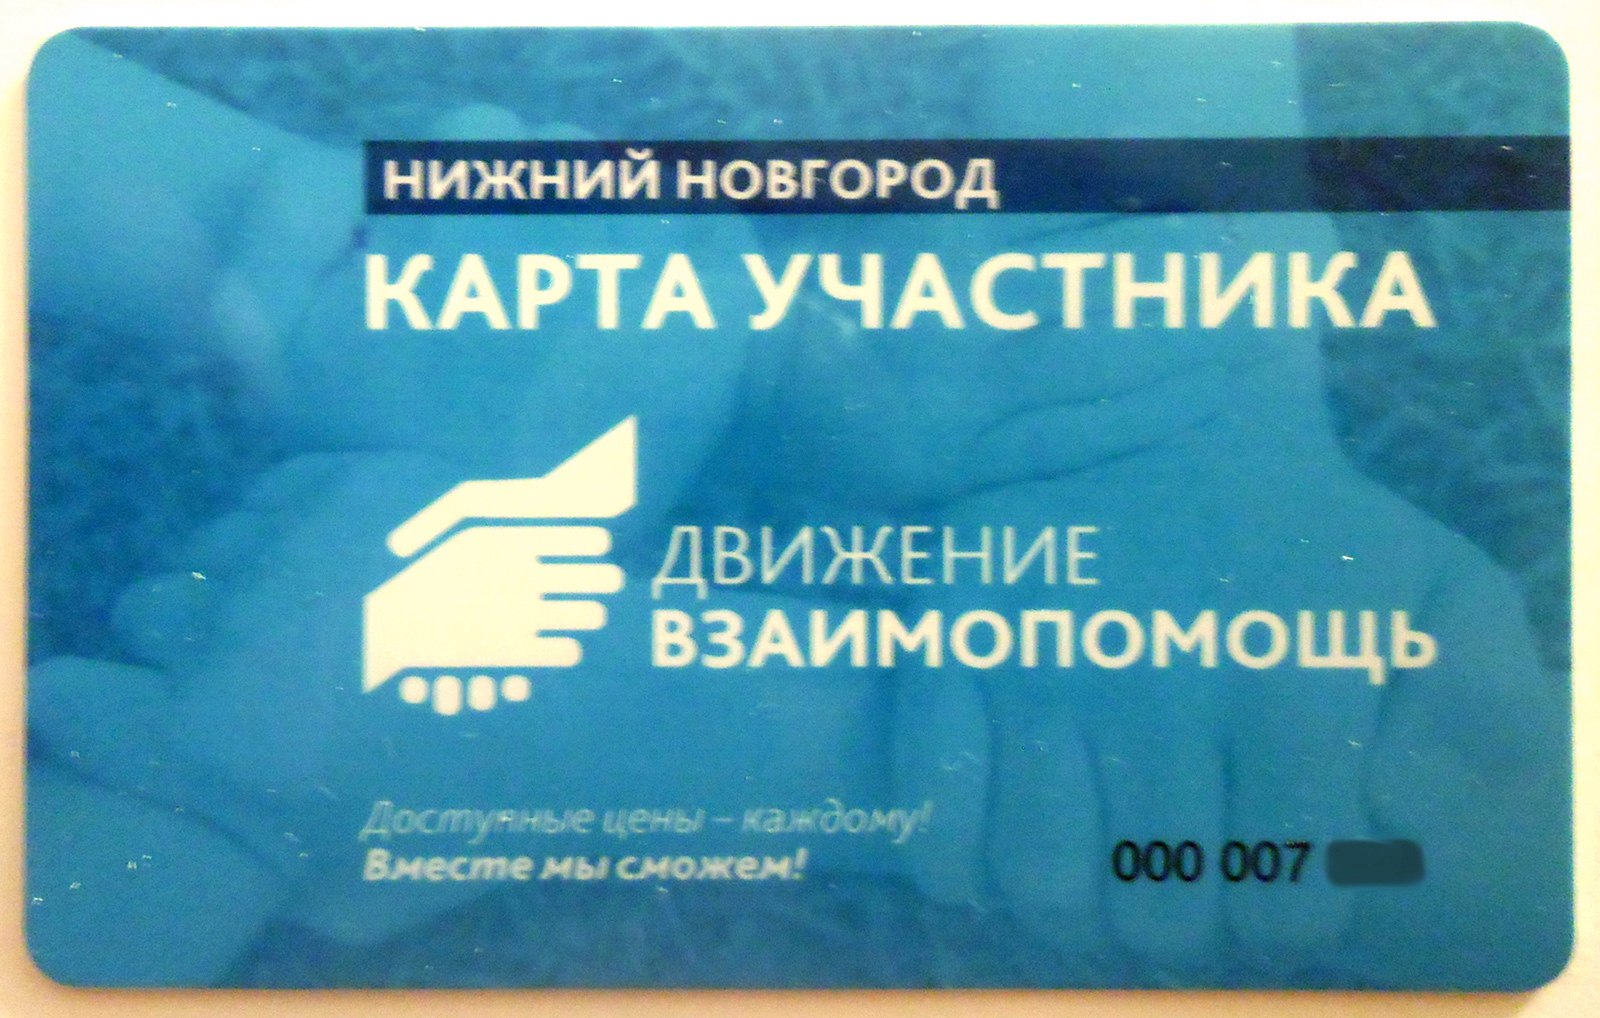 НИЖНИЙ НОВГОРОД
КАРТА УЧАСТНИКА
ДВИЖЕНИЕ
ВЗАИМОПОМОЩЬ
Доступные цены – каждому!
Вместе мы сможем!
000 007